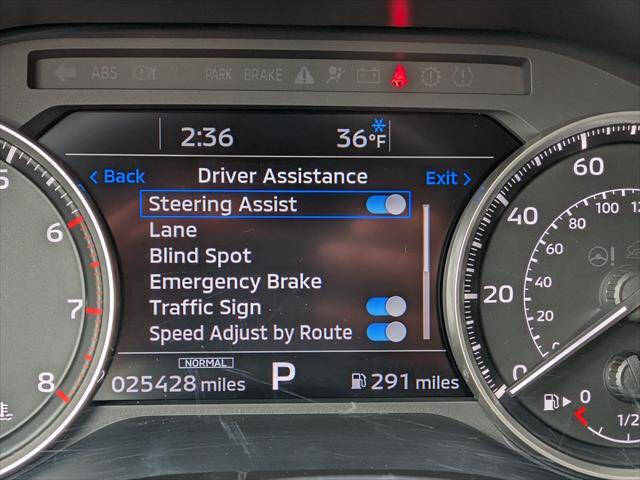 ABS PARK BRAKE
2:36 36°F
< Back Driver Assistance Exit >
Steering Assist
Lane
Blind Spot
Emergency Brake
Traffic Sign
Speed Adjust by Route
NORMAL
025428 miles P 291 miles
5
6
7
8
60
40
20
0
100
80
60
40
20
0
0
1/2